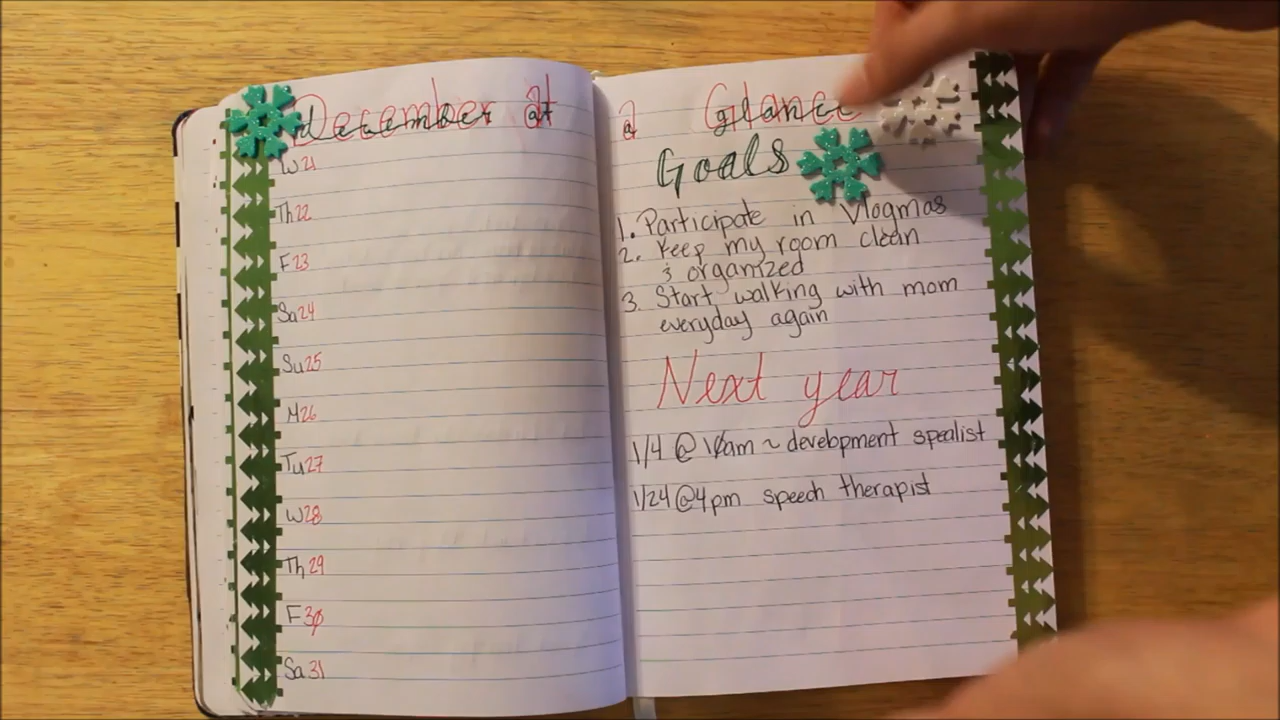 December at
W21
Th22
F23
Sa24
Su25
M26
Tu27
W28
Th29
F30
Sa31
a Glance
Goals
1. Participate in Vlogmas
2. Keep my room clean
& organized
3. Start walking with mom
everyday again
Next year
1/4 @ 10am ~ development spealist
1/24 @4pm speech therapist